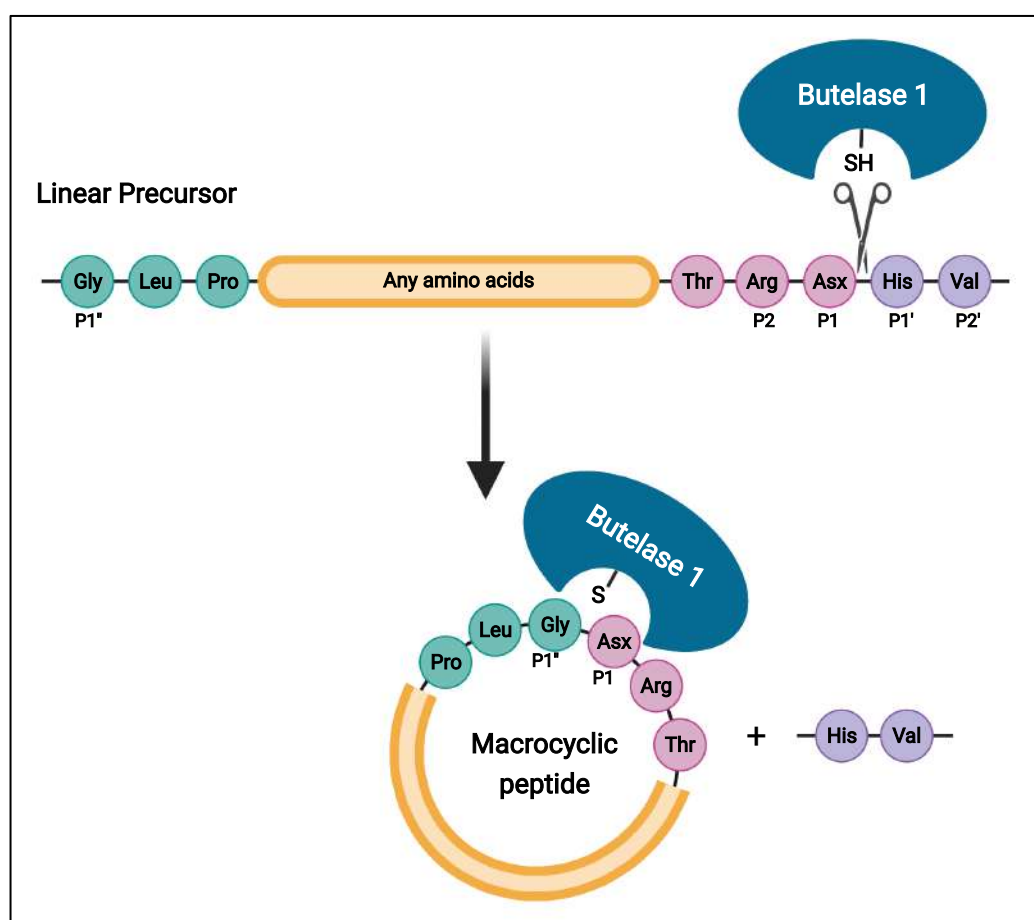 Butelase 1
SH
Linear Precursor
Gly Leu Pro Any amino acids Thr Arg Asx His Val
P1" P2 P1 P1' P2'
Butelase 1
S
Pro Leu Gly Asx Arg Thr
P1" P1
Macrocyclic
peptide
+ His Val